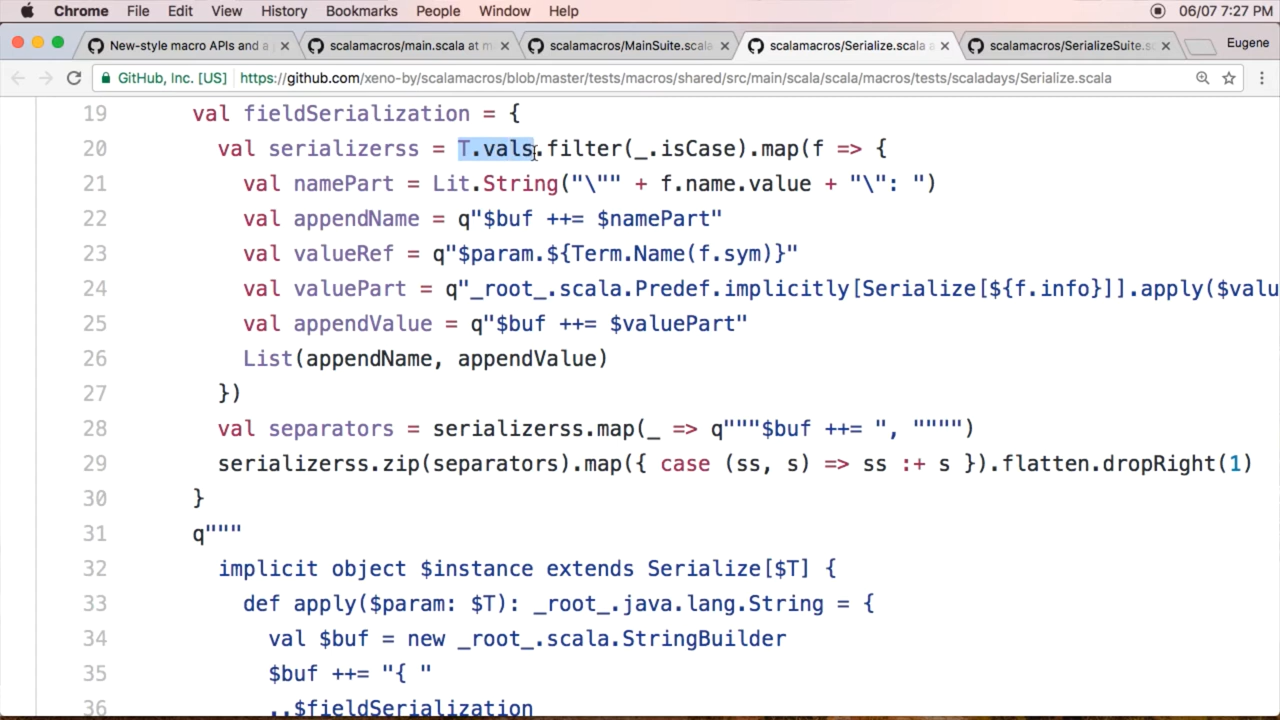 Chrome File Edit View History Bookmarks People Window Help 06/07 7:27 PM
New-style macro APIs and a scalamacros/main.scala at m scalamacros/MainSuite.scala scalamacros/Serialize.scala a scalamacros/SerializeSuite.sc Eugene
GitHub, Inc. [US] https://github.com/xeno-by/scalamacros/blob/master/tests/macros/shared/src/main/scala/scala/macros/tests/scaladays/Serialize.scala
19 val fieldSerialization = {
20 val serializerss = T.vals.filter(_.isCase).map(f => {
21 val namePart = Lit.String("\"" + f.name.value + "\": ")
22 val appendName = q"$buf ++= $namePart"
23 val valueRef = q"$param.${Term.Name(f.sym)}"
24 val valuePart = q"_root_.scala.Predef.implicitly[Serialize[${f.info}]].apply($valu
25 val appendValue = q"$buf ++= $valuePart"
26 List(appendName, appendValue)
27 })
28 val separators = serializerss.map(_ => q"""$buf ++= ", """")
29 serializerss.zip(separators).map({ case (ss, s) => ss :+ s }).flatten.dropRight(1)
30 }
31 q"""
32 implicit object $instance extends Serialize[$T] {
33 def apply($param: $T): _root_.java.lang.String = {
34 val $buf = new _root_.scala.StringBuilder
35 $buf ++= "{ "
36 ..$fieldSerialization